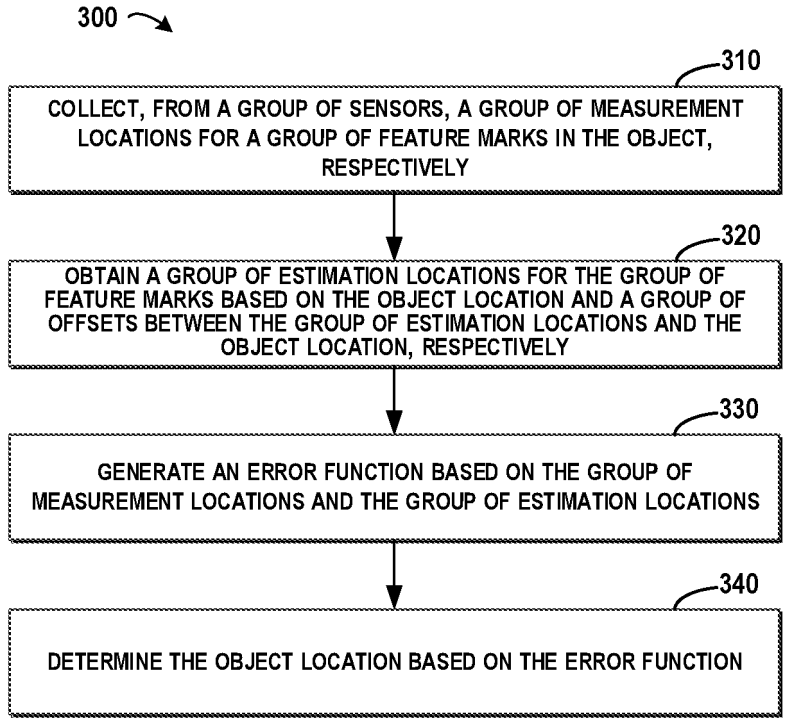 300
310
COLLECT, FROM A GROUP OF SENSORS, A GROUP OF MEASUREMENT
LOCATIONS FOR A GROUP OF FEATURE MARKS IN THE OBJECT,
RESPECTIVELY
320
OBTAIN A GROUP OF ESTIMATION LOCATIONS FOR THE GROUP OF
FEATURE MARKS BASED ON THE OBJECT LOCATION AND A GROUP OF
OFFSETS BETWEEN THE GROUP OF ESTIMATION LOCATIONS AND THE
OBJECT LOCATION, RESPECTIVELY
330
GENERATE AN ERROR FUNCTION BASED ON THE GROUP OF
MEASUREMENT LOCATIONS AND THE GROUP OF ESTIMATION LOCATIONS
340
DETERMINE THE OBJECT LOCATION BASED ON THE ERROR FUNCTION